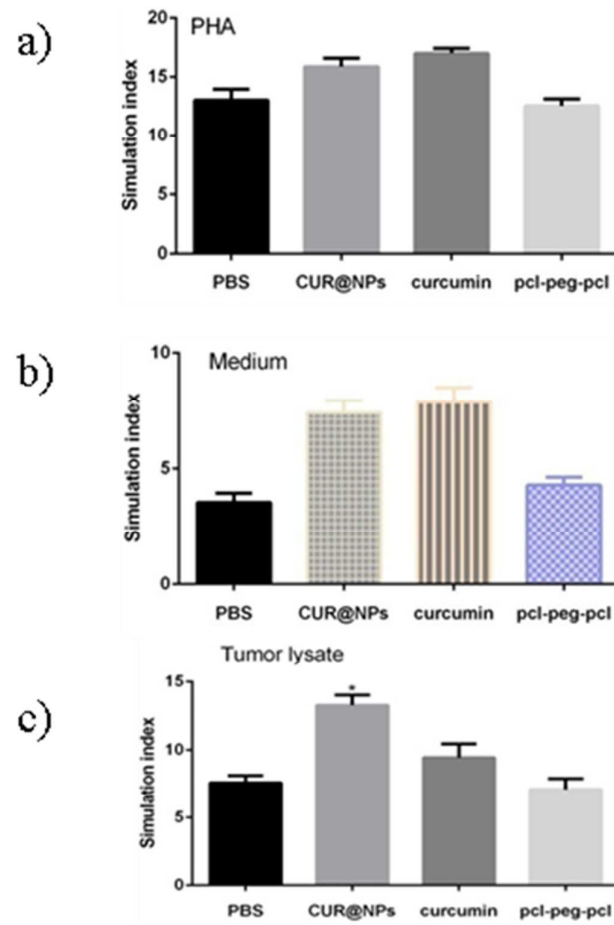 a)
PHA
Simulation index
20
15
10
5
0
PBS CUR@NPs curcumin pcl-peg-pcl
b)
Medium
Simulation index
10
5
0
PBS CUR@NPs curcumin pcl-peg-pcl
c)
Tumor lysate
Simulation index
15
10
5
0
*
PBS CUR@NPs curcumin pcl-peg-pcl